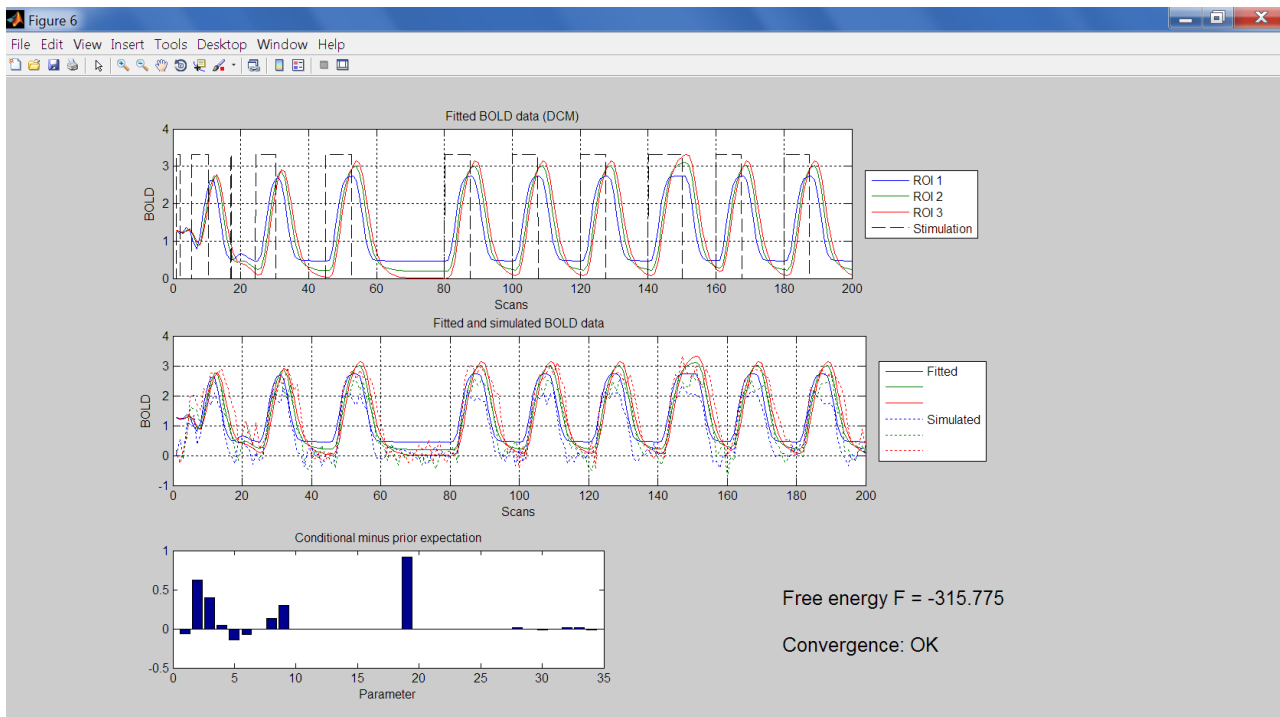 Figure 6
File Edit View Insert Tools Desktop Window Help
Fitted BOLD data (DCM)
4
3
2
1
0
BOLD
0 20 40 60 80 100 120 140 160 180 200
Scans
ROI 1
ROI 2
ROI 3
Stimulation
Fitted and simulated BOLD data
4
3
2
1
0
-1
BOLD
0 20 40 60 80 100 120 140 160 180 200
Scans
Fitted
Simulated
Conditional minus prior expectation
1
0.5
0
-0.5
0 5 10 15 20 25 30 35
Parameter
Free energy F = -315.775
Convergence: OK